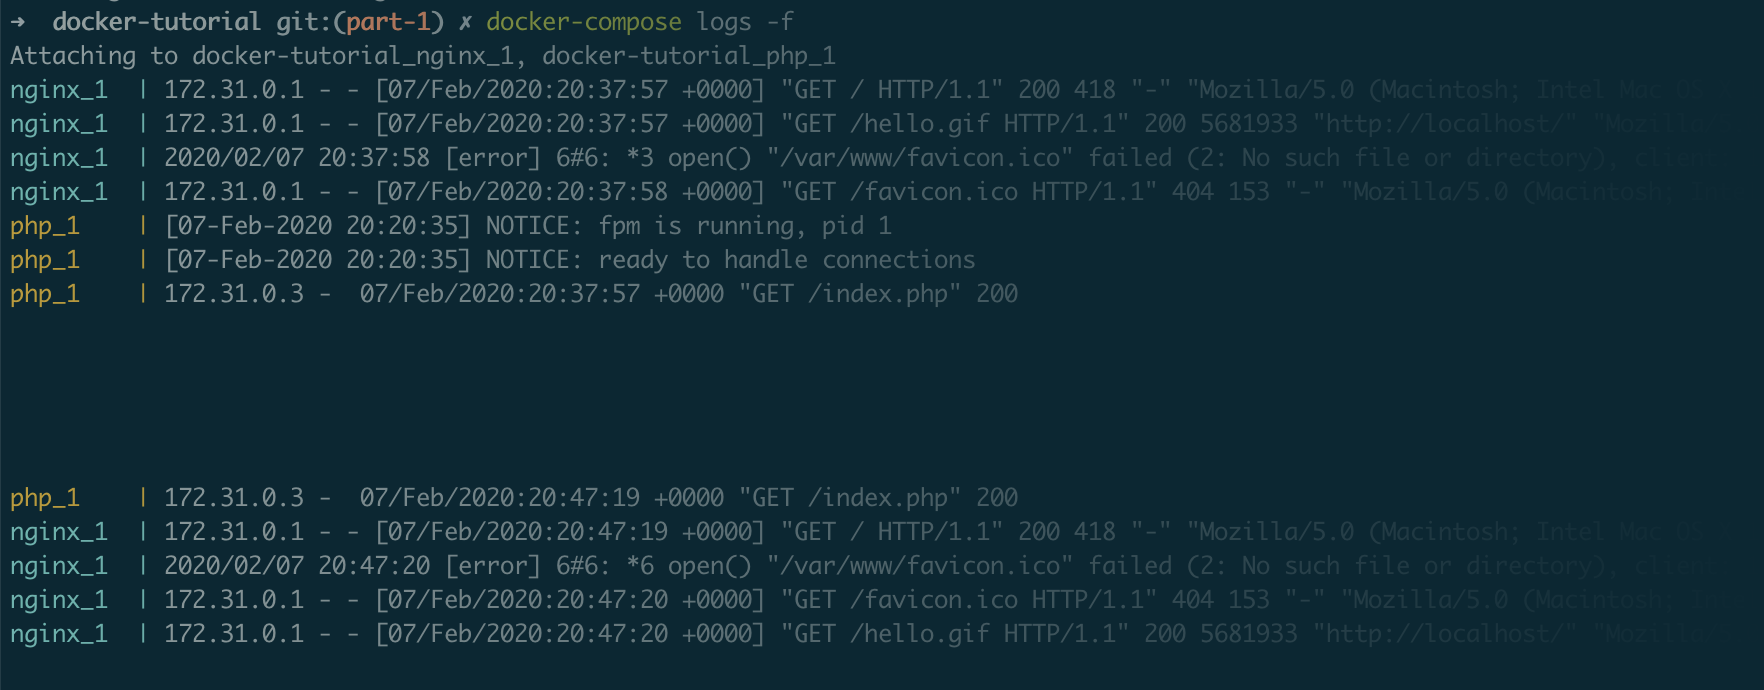 ➜ docker-tutorial git:(part-1) ✗ docker-compose logs -f
Attaching to docker-tutorial_nginx_1, docker-tutorial_php_1
nginx_1 | 172.31.0.1 - - [07/Feb/2020:20:37:57 +0000] "GET / HTTP/1.1" 200 418 "-" "Mozilla/5.0 (Macintosh; Intel Mac OS
nginx_1 | 172.31.0.1 - - [07/Feb/2020:20:37:57 +0000] "GET /hello.gif HTTP/1.1" 200 5681933 "http://localhost/" "Mozilla
nginx_1 | 2020/02/07 20:37:58 [error] 6#6: *3 open() "/var/www/favicon.ico" failed (2: No such file or directory),
nginx_1 | 172.31.0.1 - - [07/Feb/2020:20:37:58 +0000] "GET /favicon.ico HTTP/1.1" 404 153 "-" "Mozilla/5.0 (Macintosh;
php_1 | [07-Feb-2020 20:20:35] NOTICE: fpm is running, pid 1
php_1 | [07-Feb-2020 20:20:35] NOTICE: ready to handle connections
php_1 | 172.31.0.3 - 07/Feb/2020:20:37:57 +0000 "GET /index.php" 200
php_1 | 172.31.0.3 - 07/Feb/2020:20:47:19 +0000 "GET /index.php" 200
nginx_1 | 172.31.0.1 - - [07/Feb/2020:20:47:19 +0000] "GET / HTTP/1.1" 200 418 "-" "Mozilla/5.0 (Macintosh; Intel Mac OS
nginx_1 | 2020/02/07 20:47:20 [error] 6#6: *6 open() "/var/www/favicon.ico" failed (2: No such file or directory),
nginx_1 | 172.31.0.1 - - [07/Feb/2020:20:47:20 +0000] "GET /favicon.ico HTTP/1.1" 404 153 "-" "Mozilla/5.0 (Macintosh;
nginx_1 | 172.31.0.1 - - [07/Feb/2020:20:47:20 +0000] "GET /hello.gif HTTP/1.1" 200 5681933 "http://localhost/" "Mozilla